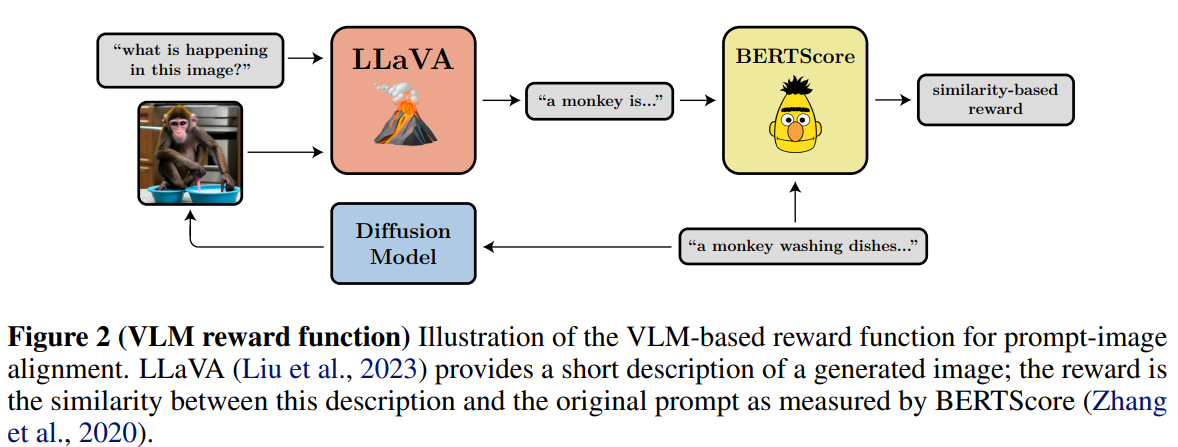 “what is happening
in this image?”
LLaVA
BERTScore
“a monkey is...”
similarity-based
reward
Diffusion
Model
“a monkey washing dishes...”
Figure 2 (VLM reward function) Illustration of the VLM-based reward function for prompt-image
alignment. LLaVA (Liu et al., 2023) provides a short description of a generated image; the reward is
the similarity between this description and the original prompt as measured by BERTScore (Zhang
et al., 2020).